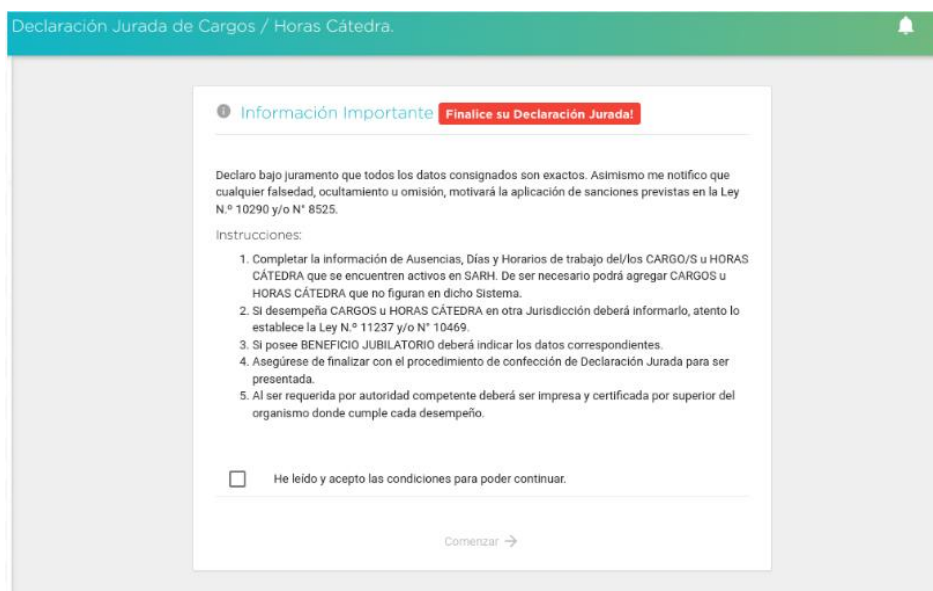 Declaración Jurada de Cargos / Horas Cátedra.
Información Importante Finalice su Declaración Jurada!
Declaro bajo juramento que todos los datos consignados son exactos. Asimismo me notifico que
cualquier falsedad, ocultamiento u omisión, motivará la aplicación de sanciones previstas en la Ley
N.º 10290 y/o N° 8525.
Instrucciones:
1. Completar la información de Ausencias, Días y Horarios de trabajo del/los CARGO/S u HORAS
CÁTEDRA que se encuentren activos en SARH. De ser necesario podrá agregar CARGOS u
HORAS CÁTEDRA que no figuran en dicho Sistema.
2. Si desempeña CARGOS u HORAS CÁTEDRA en otra Jurisdicción deberá informarlo, atento lo
establece la Ley N.º 11237 y/o N° 10469.
3. Si posee BENEFICIO JUBILATORIO deberá indicar los datos correspondientes.
4. Asegúrese de finalizar con el procedimiento de confección de Declaración Jurada para ser
presentada.
5. Al ser requerida por autoridad competente deberá ser impresa y certificada por superior del
organismo donde cumple cada desempeño.
He leído y acepto las condiciones para poder continuar.
Comenzar →